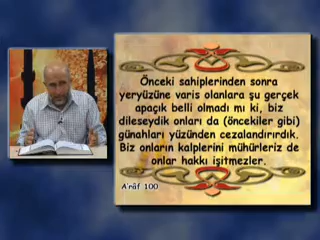 Önceki sahiplerinden sonra
yeryüzüne varis olanlara şu gerçek
apaçık belli olmadı mı ki, biz
dileseydik onları da (öncekiler gibi)
günahları yüzünden cezalandırırdık.
Biz onların kalplerini mühürleriz de
onlar hakkı işitmezler.
A'râf 100